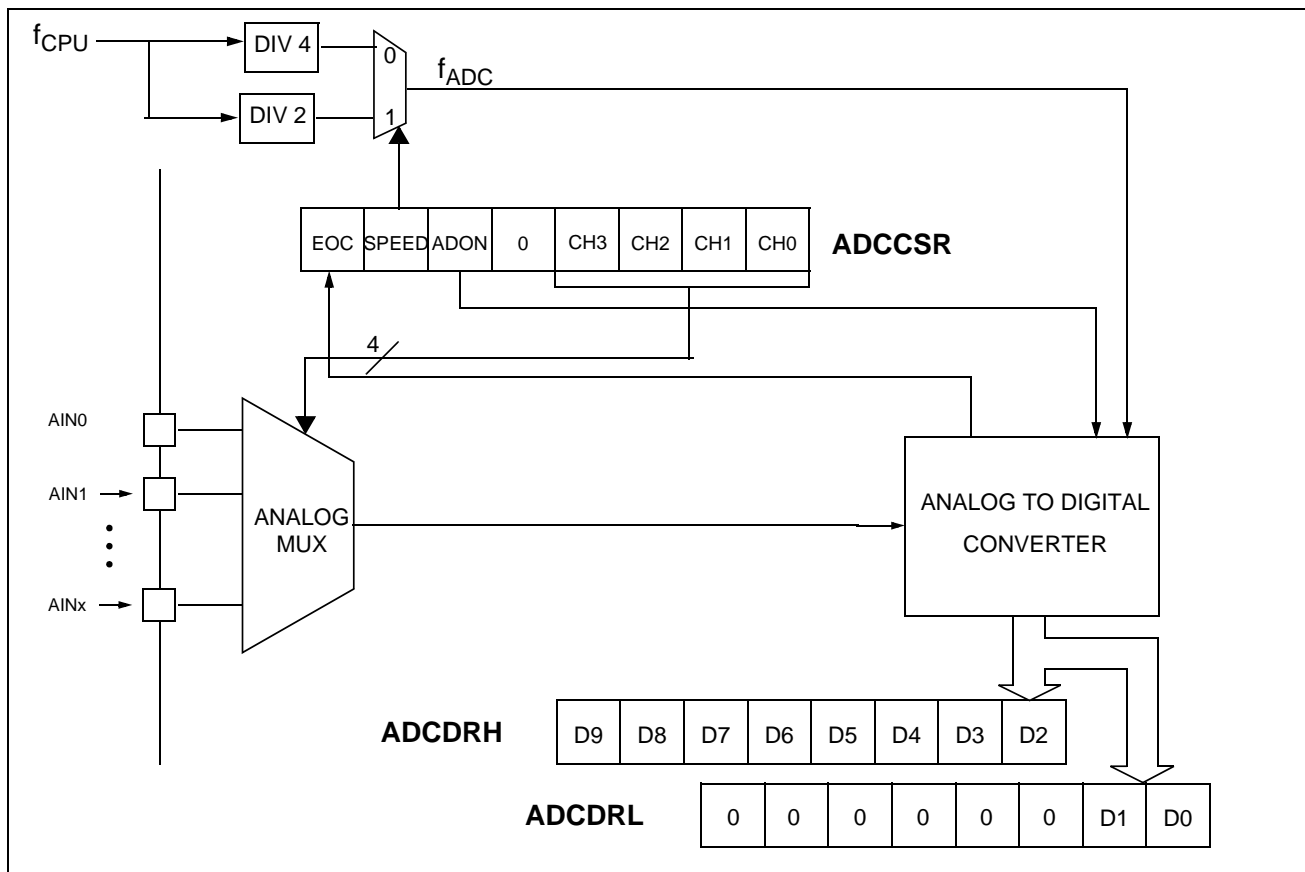 fCPU
DIV 4
0
fADC
DIV 2
1
EOC SPEED ADON 0 CH3 CH2 CH1 CH0 ADCCSR
4
AIN0
AIN1
ANALOG
MUX
AINx
ANALOG TO DIGITAL
CONVERTER
ADCDRH D9 D8 D7 D6 D5 D4 D3 D2
ADCDRL 0 0 0 0 0 0 D1 D0